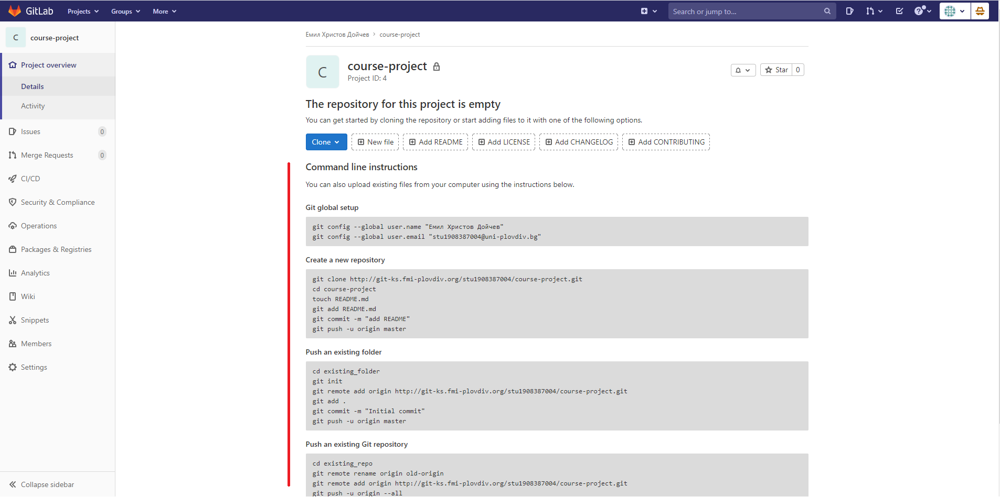 GitLab Projects Groups More Search or jump to...
C course-project
Project overview
Details
Activity
Issues 0
Merge Requests 0
CI/CD
Security & Compliance
Operations
Packages & Registries
Analytics
Wiki
Snippets
Members
Settings
Collapse sidebar
Емил Христов Дойчев › course-project
C
course-project
Project ID: 4
Star 0
The repository for this project is empty
You can get started by cloning the repository or start adding files to it with one of the following options.
Clone New file Add README Add LICENSE Add CHANGELOG Add CONTRIBUTING
Command line instructions
You can also upload existing files from your computer using the instructions below.
Git global setup
git config --global user.name "Емил Христов Дойчев"
git config --global user.email "stu1908387004@uni-plovdiv.bg"
Create a new repository
git clone http://git-ks.fmi-plovdiv.org/stu1908387004/course-project.git
cd course-project
touch README.md
git add README.md
git commit -m "add README"
git push -u origin master
Push an existing folder
cd existing_folder
git init
git remote add origin http://git-ks.fmi-plovdiv.org/stu1908387004/course-project.git
git add .
git commit -m "Initial commit"
git push -u origin master
Push an existing Git repository
cd existing_repo
git remote rename origin old-origin
git remote add origin http://git-ks.fmi-plovdiv.org/stu1908387004/course-project.git
git push -u origin --all